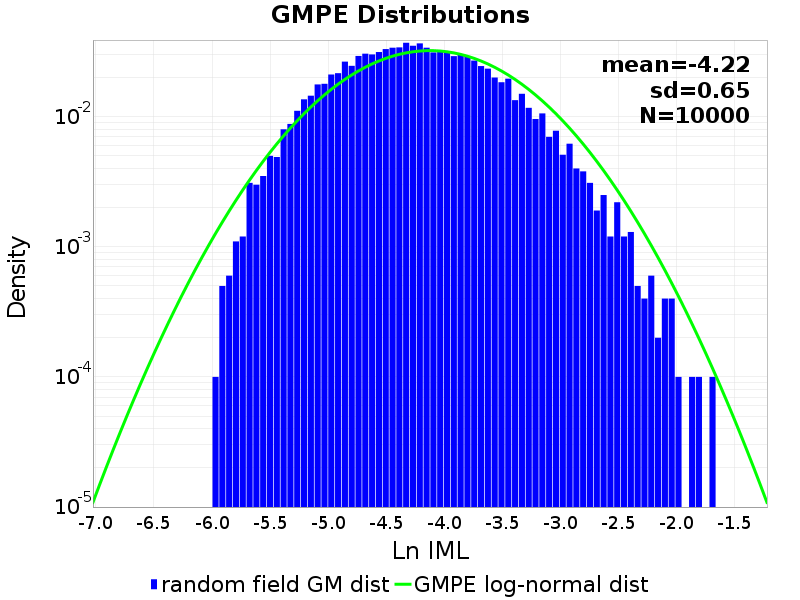 GMPE Distributions
mean=-4.22
sd=0.65
N=10000
10-2
10-3
10-4
10-5
Density
-7.0 -6.5 -6.0 -5.5 -5.0 -4.5 -4.0 -3.5 -3.0 -2.5 -2.0 -1.5
Ln IML
random field GM dist GMPE log-normal dist